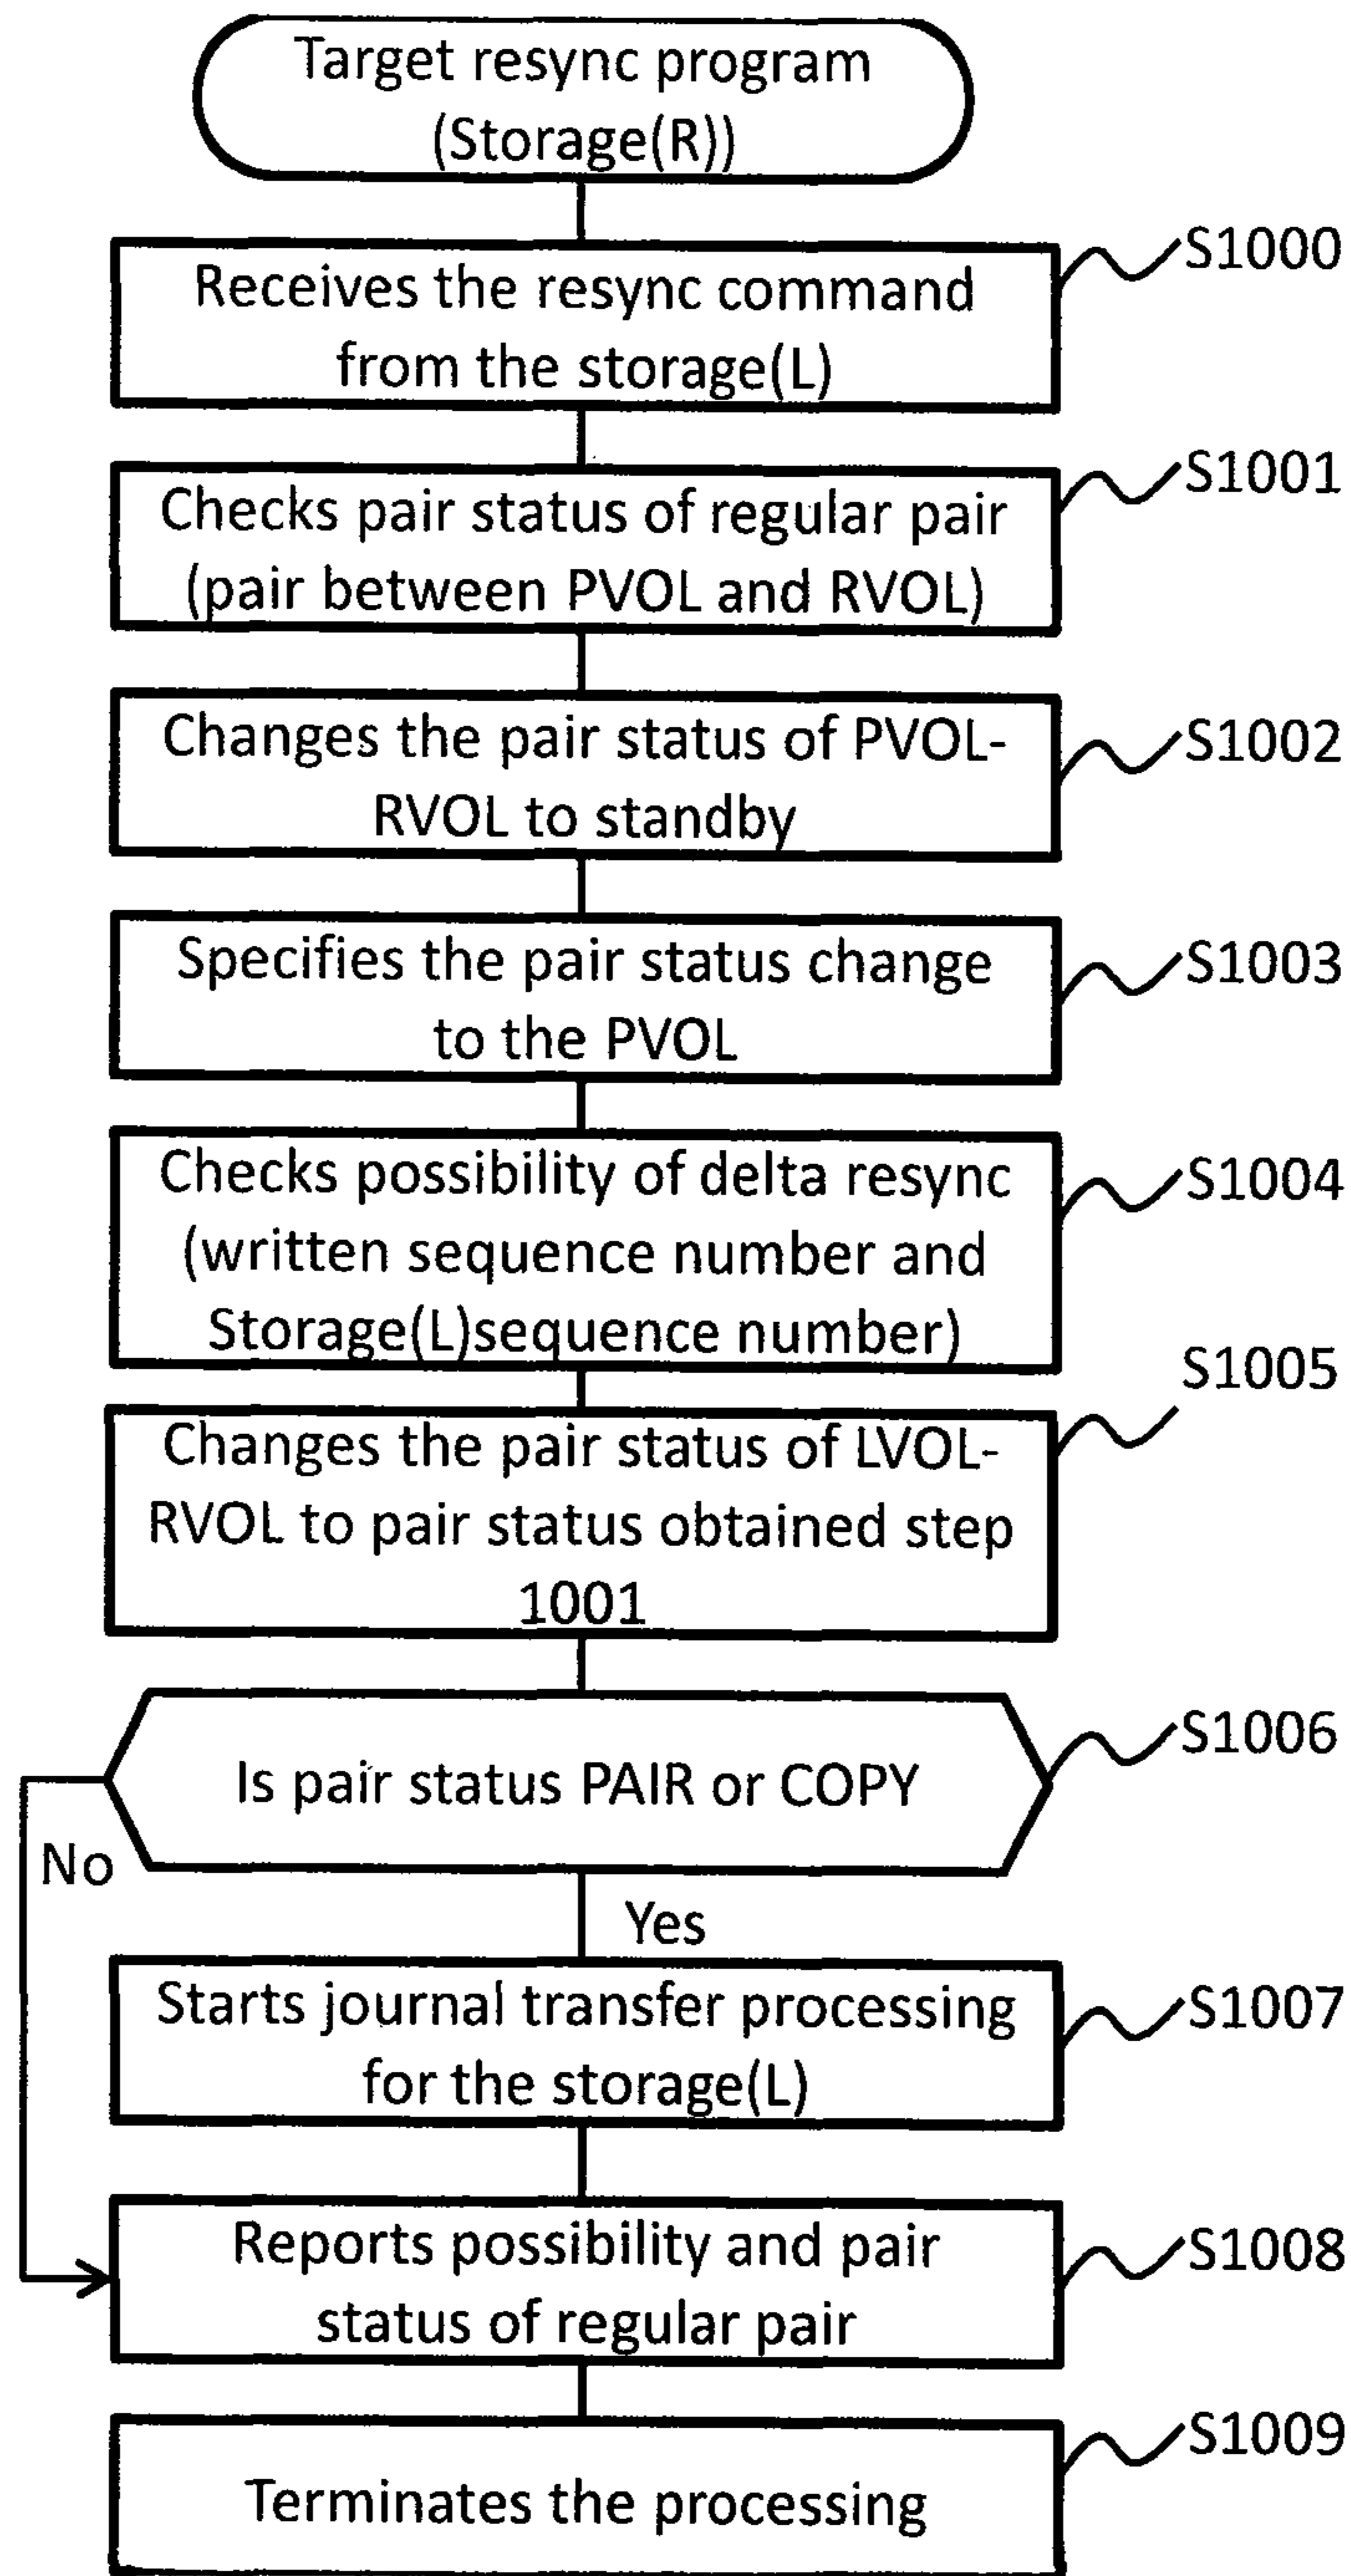 Target resync program
(Storage(R))
S1000
Receives the resync command
from the storage(L)
S1001
Checks pair status of regular pair
(pair between PVOL and RVOL)
S1002
Changes the pair status of PVOL-
RVOL to standby
S1003
Specifies the pair status change
to the PVOL
S1004
Checks possibility of delta resync
(written sequence number and
Storage(L)sequence number)
S1005
Changes the pair status of LVOL-
RVOL to pair status obtained step
1001
S1006
Is pair status PAIR or COPY
No
Yes
S1007
Starts journal transfer processing
for the storage(L)
S1008
Reports possibility and pair
status of regular pair
S1009
Terminates the processing